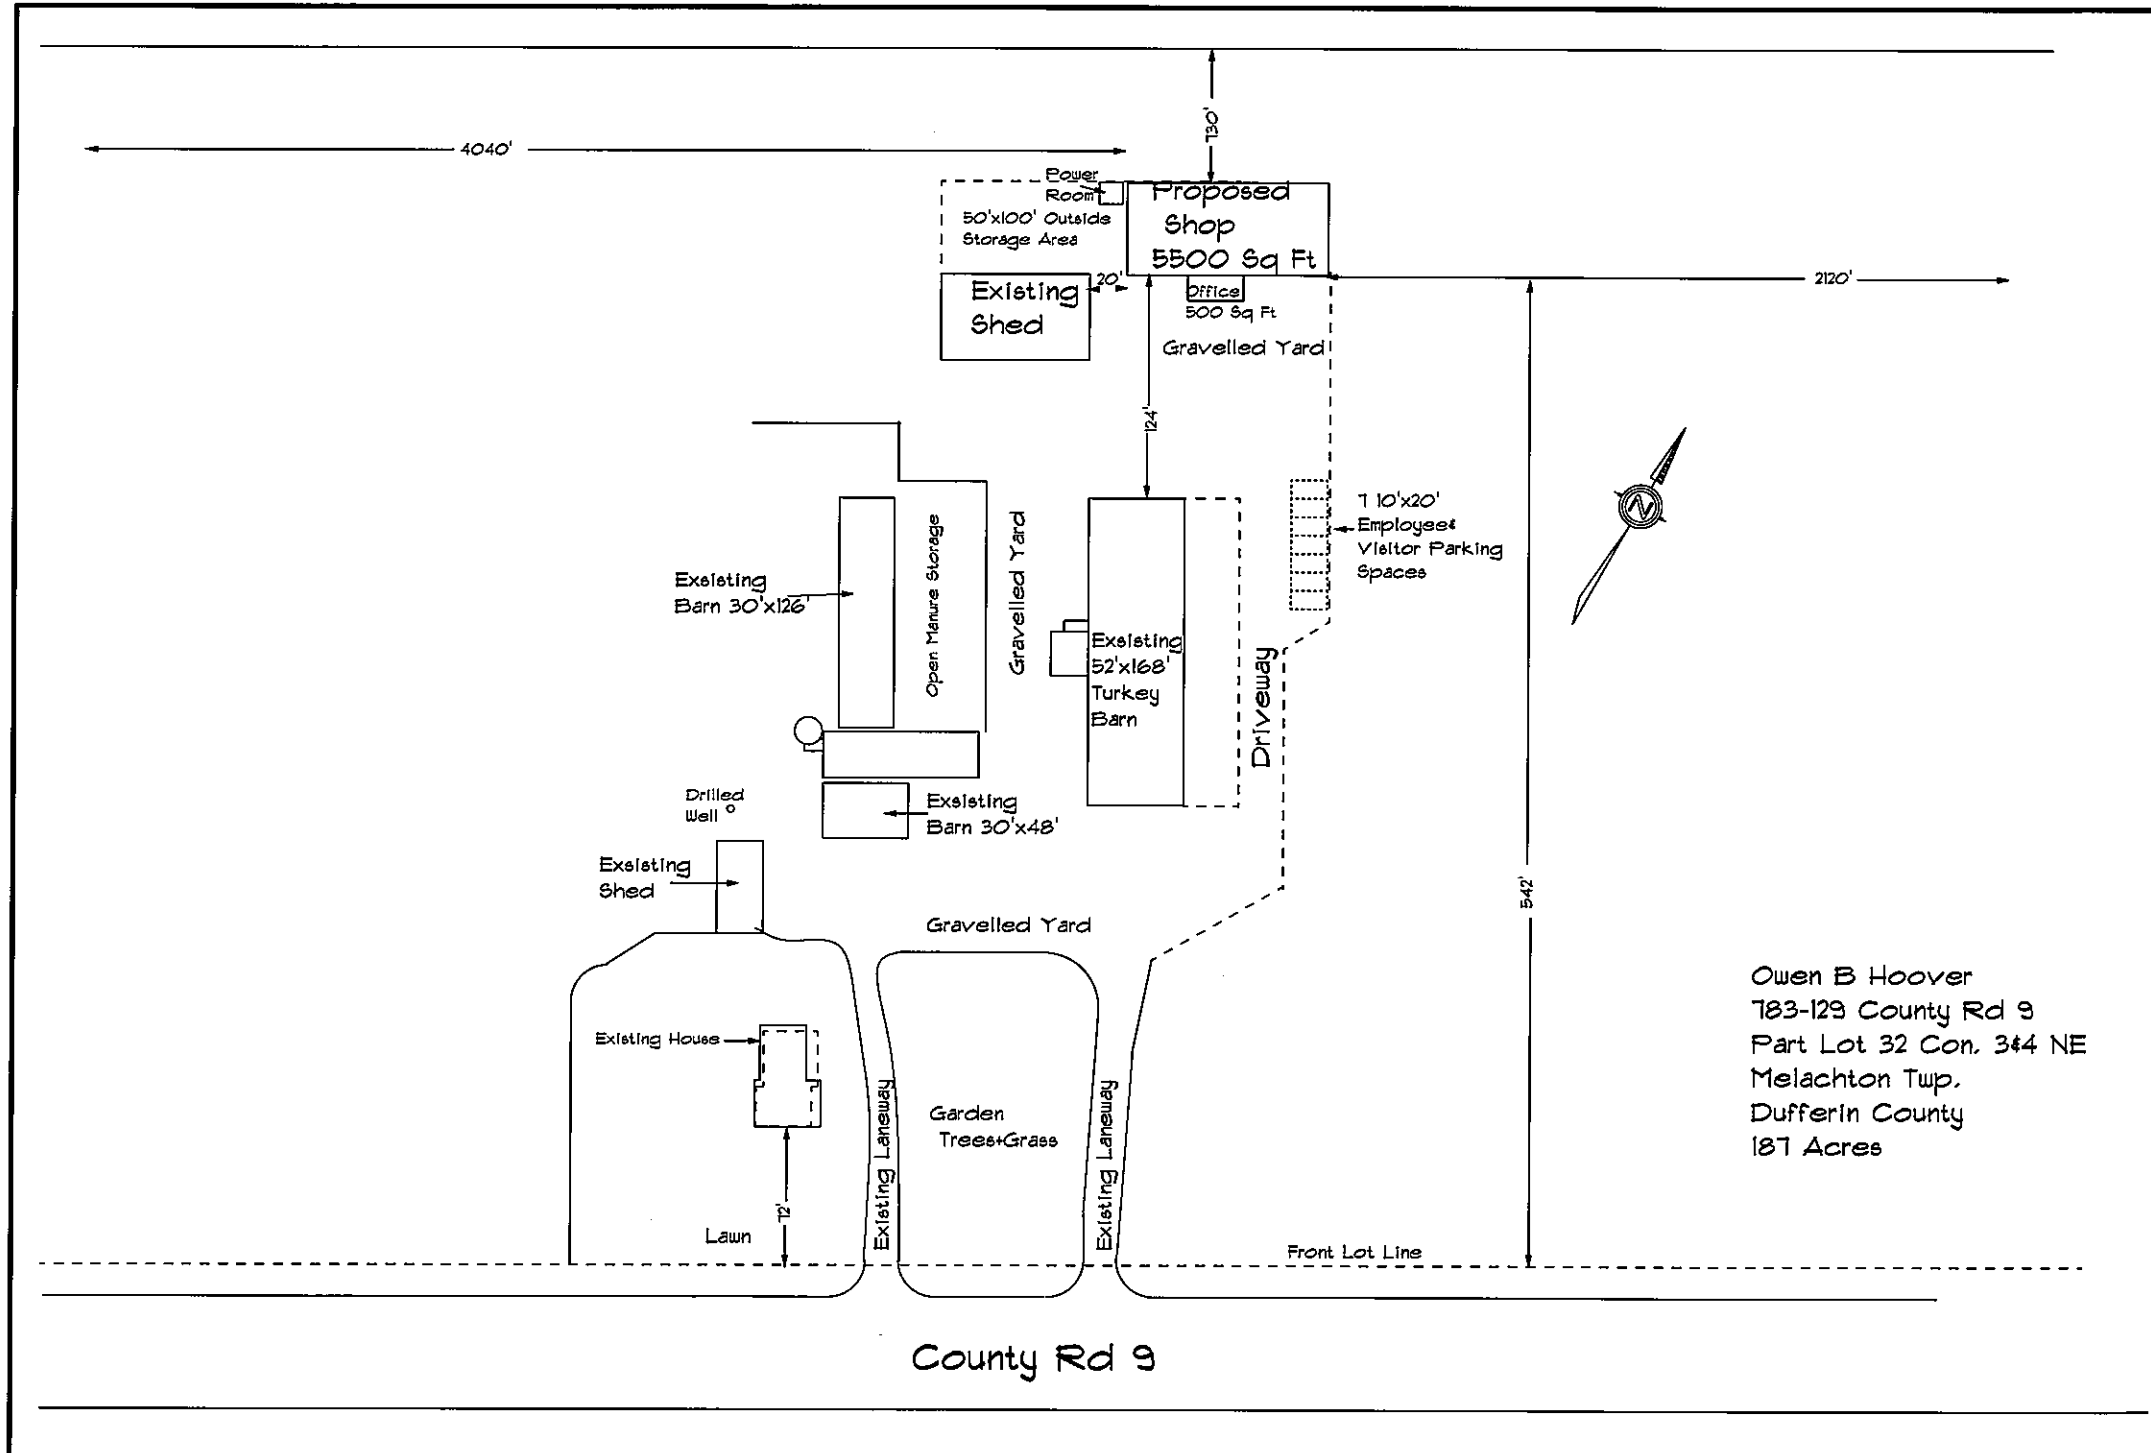 730'
4040'
Power
Room
50'x100' Outside
Storage Area
Proposed
Shop
5500 Sq Ft
20'
Existing
Shed
Office
500 Sq Ft
2120'
Gravelled Yard
124'
7 10'x20'
Employee&
Visitor Parking
Spaces
N
Open Manure Storage
Gravelled Yard
Exsisting
Barn 30'x126'
Exsisting
52'x168'
Turkey
Barn
Driveway
Drilled
Well
Exsisting
Barn 30'x48'
Exsisting
Shed
542'
Gravelled Yard
Existing House
Garden
Trees+Grass
Existing Laneway
Existing Laneway
72'
Lawn
Front Lot Line
Owen B Hoover
783-129 County Rd 9
Part Lot 32 Con. 3&4 NE
Melachton Twp.
Dufferin County
187 Acres
County Rd 9